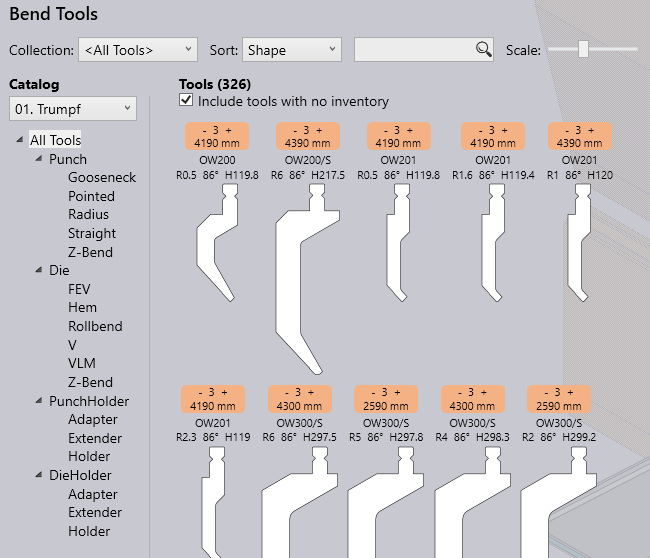 Bend Tools
Collection: <All Tools> Sort: Shape Scale:
Catalog
01. Trumpf
All Tools
Punch
Gooseneck
Pointed
Radius
Straight
Z-Bend
Die
FEV
Hem
Rollbend
V
VLM
Z-Bend
PunchHolder
Adapter
Extender
Holder
DieHolder
Adapter
Extender
Holder
Tools (326)
Include tools with no inventory
- 3 +
4190 mm
OW200
R0.5 86° H119.8
- 3 +
4390 mm
OW200/S
R6 86° H217.5
- 3 +
4190 mm
OW201
R0.5 86° H119.8
- 3 +
4190 mm
OW201
R1.6 86° H119.4
- 3 +
4390 mm
OW201
R1 86° H120
- 3 +
4190 mm
OW201
R2.3 86° H119
- 3 +
4300 mm
OW300/S
R6 86° H297.5
- 3 +
2590 mm
OW300/S
R5 86° H297.8
- 3 +
4300 mm
OW300/S
R4 86° H298.3
- 3 +
2590 mm
OW300/S
R2 86° H299.2